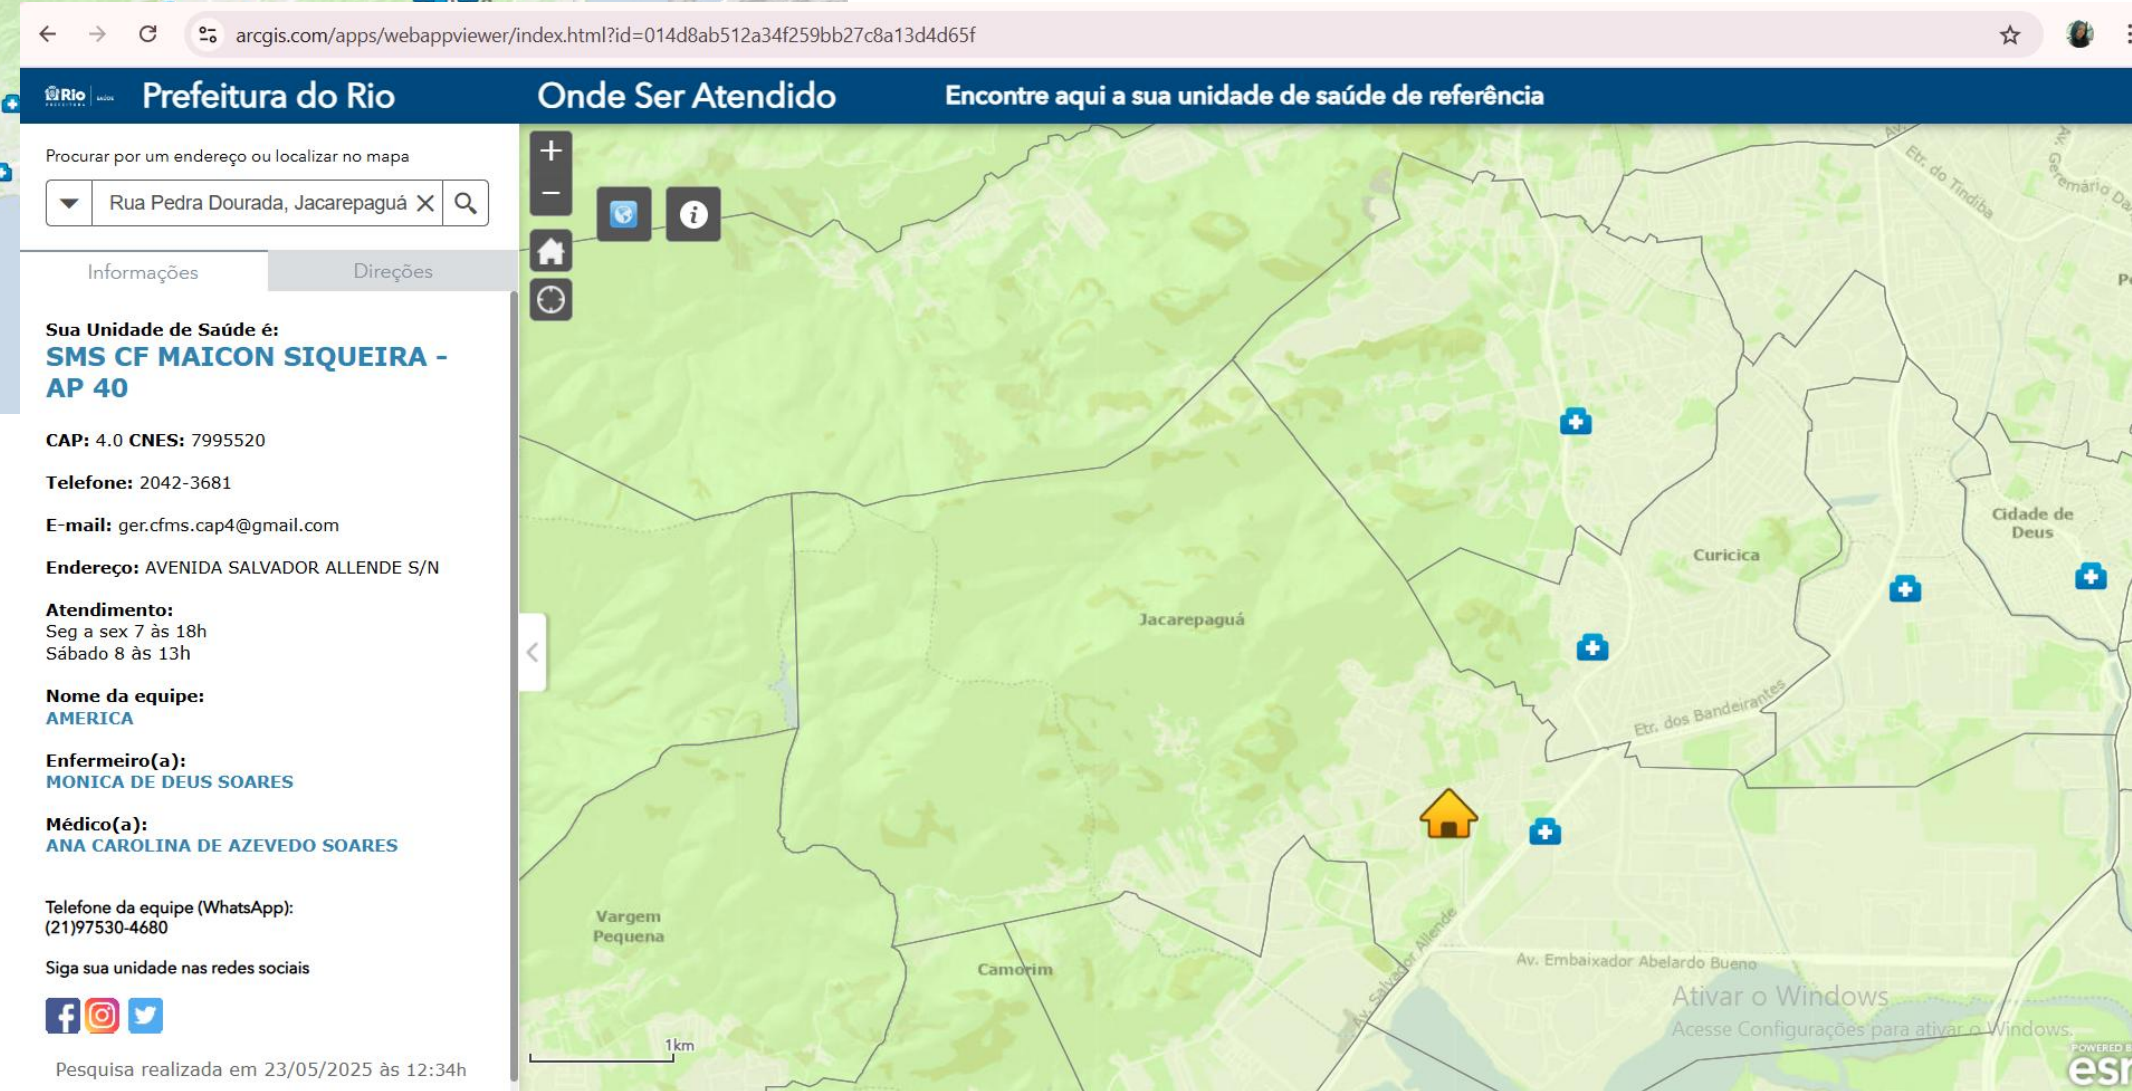 arcgis.com/apps/webappviewer/index.html?id=014d8ab512a34f259bb27c8a13d4d65f
Rio
PREFEITURA
SAÚDE
Prefeitura do Rio
Onde Ser Atendido
Encontre aqui a sua unidade de saúde de referência
Procurar por um endereço ou localizar no mapa
Rua Pedra Dourada, Jacarepaguá
Informações
Direções
Sua Unidade de Saúde é:
SMS CF MAICON SIQUEIRA -
AP 40
CAP: 4.0 CNES: 7995520
Telefone: 2042-3681
E-mail: ger.cfms.cap4@gmail.com
Endereço: AVENIDA SALVADOR ALLENDE S/N
Atendimento:
Seg a sex 7 às 18h
Sábado 8 às 13h
Nome da equipe:
AMERICA
Enfermeiro(a):
MONICA DE DEUS SOARES
Médico(a):
ANA CAROLINA DE AZEVEDO SOARES
Telefone da equipe (WhatsApp):
(21)97530-4680
Siga sua unidade nas redes sociais
Pesquisa realizada em 23/05/2025 às 12:34h
Etr. do Tindiba
Av. Geremário
Cidade de
Deus
Curicica
Jacarepaguá
Etr. dos Bandeirantes
Vargem
Pequena
Camorim
Av. Salvador Allende
Av. Embaixador Abelardo Bueno
1km
Ativar o Windows
Acesse Configurações para ativar o Windows.
POWERED B
esr